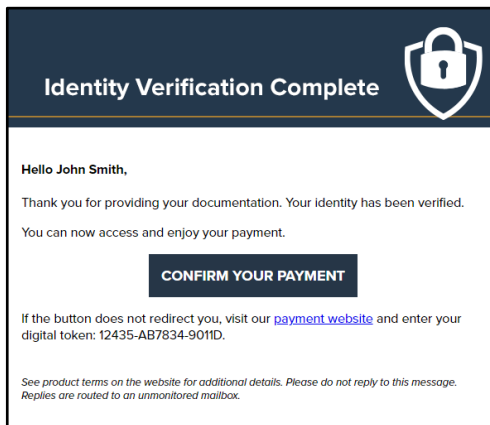 Identity Verification Complete
Hello John Smith,
Thank you for providing your documentation. Your identity has been verified.
You can now access and enjoy your payment.
CONFIRM YOUR PAYMENT
If the button does not redirect you, visit our payment website and enter your
digital token: 12435-AB7834-9011D.
See product terms on the website for additional details. Please do not reply to this message.
Replies are routed to an unmonitored mailbox.